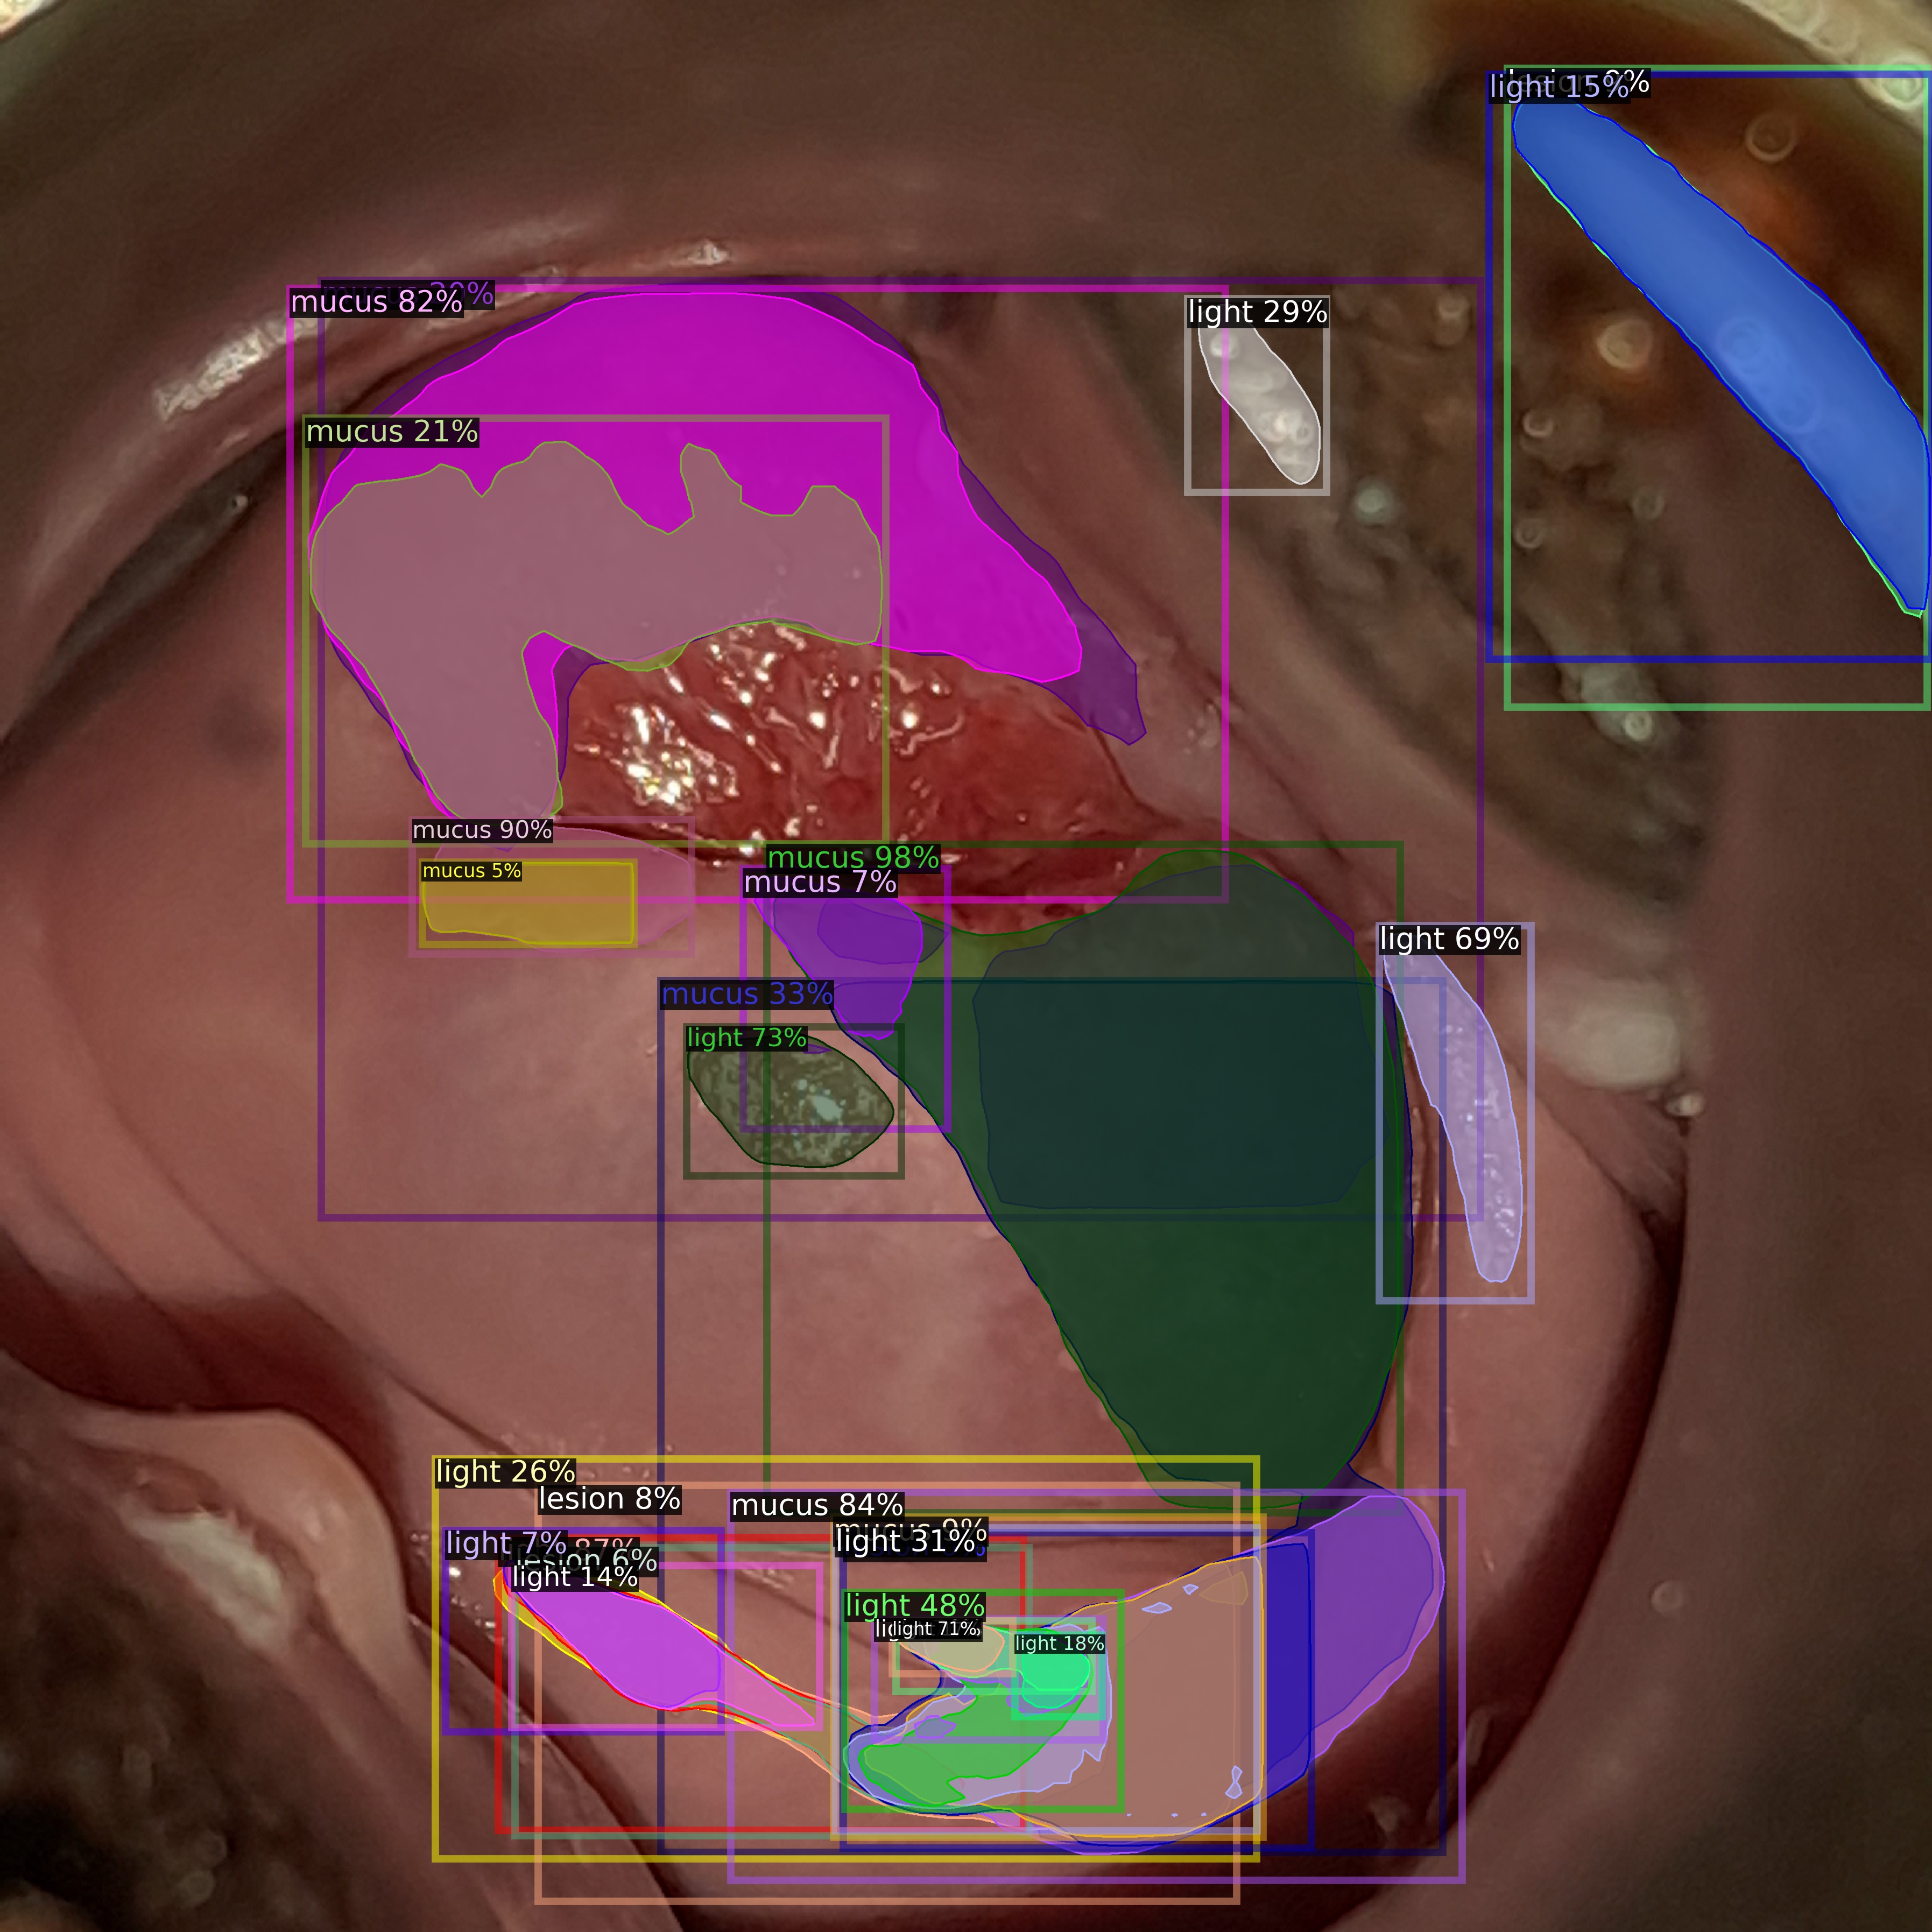 light 15%
mucus 82%
light 29%
mucus 21%
mucus 90%
mucus 98%
mucus 5%
mucus 7%
light 69%
mucus 33%
light 73%
light 26%
lesion 8%
mucus 84%
light 7%
light 31%
lesion 6%
light 14%
light 48%
light 71%
light 18%